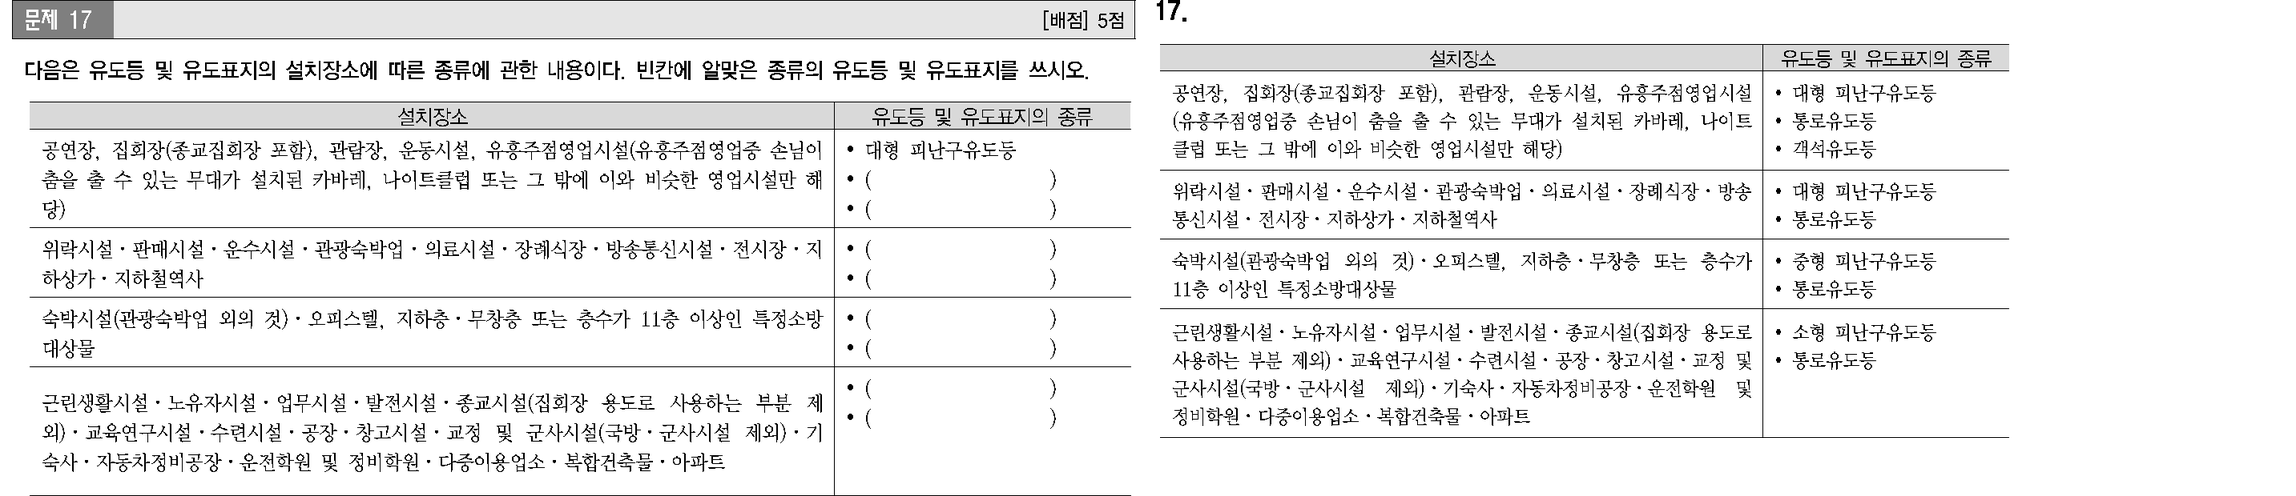 문제 17
[배점] 5점
다음은 유도등 및 유도표지의 설치장소에 따른 종류에 관한 내용이다. 빈칸에 알맞은 종류의 유도등 및 유도표지를 쓰시오.
설치장소
유도등 및 유도표지의 종류
공연장, 집회장(종교집회장 포함), 관람장, 운동시설, 유흥주점영업시설(유흥주점영업중 손님이
춤을 출 수 있는 무대가 설치된 카바레, 나이트클럽 또는 그 밖에 이와 비슷한 영업시설만 해
당)
• 대형 피난구유도등
• ( )
• ( )
위락시설·판매시설·운수시설·관광숙박업·의료시설·장례식장·방송통신시설·전시장·지
하상가·지하철역사
• ( )
• ( )
숙박시설(관광숙박업 외의 것)·오피스텔, 지하층·무창층 또는 층수가 11층 이상인 특정소방
대상물
• ( )
• ( )
근린생활시설·노유자시설·업무시설·발전시설·종교시설(집회장 용도로 사용하는 부분 제
외)·교육연구시설·수련시설·공장·창고시설·교정 및 군사시설(국방·군사시설 제외)·기
숙사·자동차정비공장·운전학원 및 정비학원·다중이용업소·복합건축물·아파트
• ( )
• ( )
17.
설치장소
유도등 및 유도표지의 종류
공연장, 집회장(종교집회장 포함), 관람장, 운동시설, 유흥주점영업시설
(유흥주점영업중 손님이 춤을 출 수 있는 무대가 설치된 카바레, 나이트
클럽 또는 그 밖에 이와 비슷한 영업시설만 해당)
• 대형 피난구유도등
• 통로유도등
• 객석유도등
위락시설·판매시설·운수시설·관광숙박업·의료시설·장례식장·방송
통신시설·전시장·지하상가·지하철역사
• 대형 피난구유도등
• 통로유도등
숙박시설(관광숙박업 외의 것)·오피스텔, 지하층·무창층 또는 층수가
11층 이상인 특정소방대상물
• 중형 피난구유도등
• 통로유도등
근린생활시설·노유자시설·업무시설·발전시설·종교시설(집회장 용도로
사용하는 부분 제외)·교육연구시설·수련시설·공장·창고시설·교정 및
군사시설(국방·군사시설 제외)·기숙사·자동차정비공장·운전학원 및
정비학원·다중이용업소·복합건축물·아파트
• 소형 피난구유도등
• 통로유도등